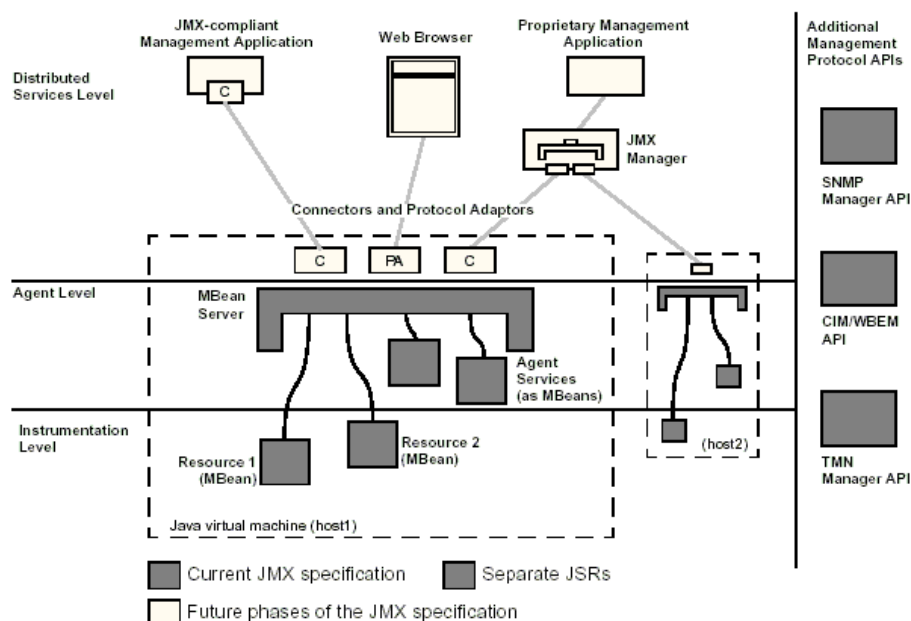 JMX-compliant
Management Application
Web Browser
Proprietary Management
Application
Additional
Management
Protocol APIs
Distributed
Services Level
C
JMX
Manager
SNMP
Manager API
Connectors and Protocol Adaptors
C
PA
C
Agent Level
MBean
Server
CIM/WBEM
API
Agent
Services
(as MBeans)
Instrumentation
Level
Resource 1
(MBean)
Resource 2
(MBean)
(host2)
TMN
Manager API
Java virtual machine (host1)
Current JMX specification
Separate JSRs
Future phases of the JMX specification